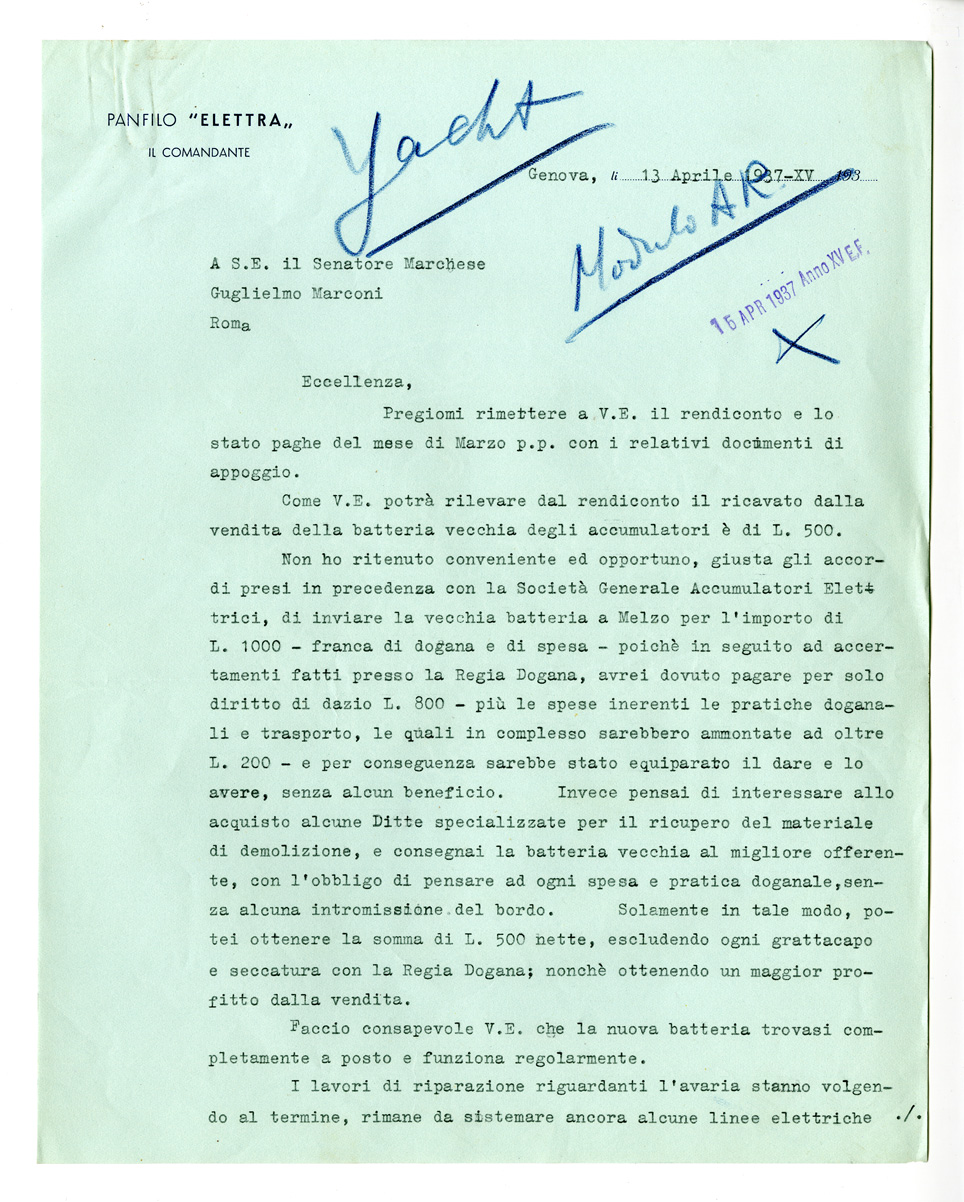 PANFILO "ELETTRA„
IL COMANDANTE
Yacht
Genova, li 13 Aprile 1937-XV 193
Modulo AR.
15 APR 1937 Anno XV E.F.
A S.E. il Senatore Marchese
Guglielmo Marconi
Roma
Eccellenza,
Pregiomi rimettere a V.E. il rendiconto e lo
stato paghe del mese di Marzo p.p. con i relativi documenti di
appoggio.
Come V.E. potrà rilevare dal rendiconto il ricavato dalla
vendita della batteria vecchia degli accumulatori è di L. 500.
Non ho ritenuto conveniente ed opportuno, giusta gli accor-
di presi in precedenza con la Società Generale Accumulatori Elet-
trici, di inviare la vecchia batteria a Melzo per l'importo di
L. 1000 - franca di dogana e di spesa - poichè in seguito ad accer-
tamenti fatti presso la Regia Dogana, avrei dovuto pagare per solo
diritto di dazio L. 800 - più le spese inerenti le pratiche dogana-
li e trasporto, le quali in complesso sarebbero ammontate ad oltre
L. 200 - e per conseguenza sarebbe stato equiparato il dare e lo
avere, senza alcun beneficio. Invece pensai di interessare allo
acquisto alcune Ditte specializzate per il ricupero del materiale
di demolizione, e consegnai la batteria vecchia al migliore offeren-
te, con l'obbligo di pensare ad ogni spesa e pratica doganale,sen-
za alcuna intromissione del bordo. Solamente in tale modo, po-
tei ottenere la somma di L. 500 nette, escludendo ogni grattacapo
e seccatura con la Regia Dogana; nonchè ottenendo un maggior pro-
fitto dalla vendita.
Faccio consapevole V.E. che la nuova batteria trovasi com-
pletamente a posto e funziona regolarmente.
I lavori di riparazione riguardanti l'avaria stanno volgen-
do al termine, rimane da sistemare ancora alcune linee elettriche ./.